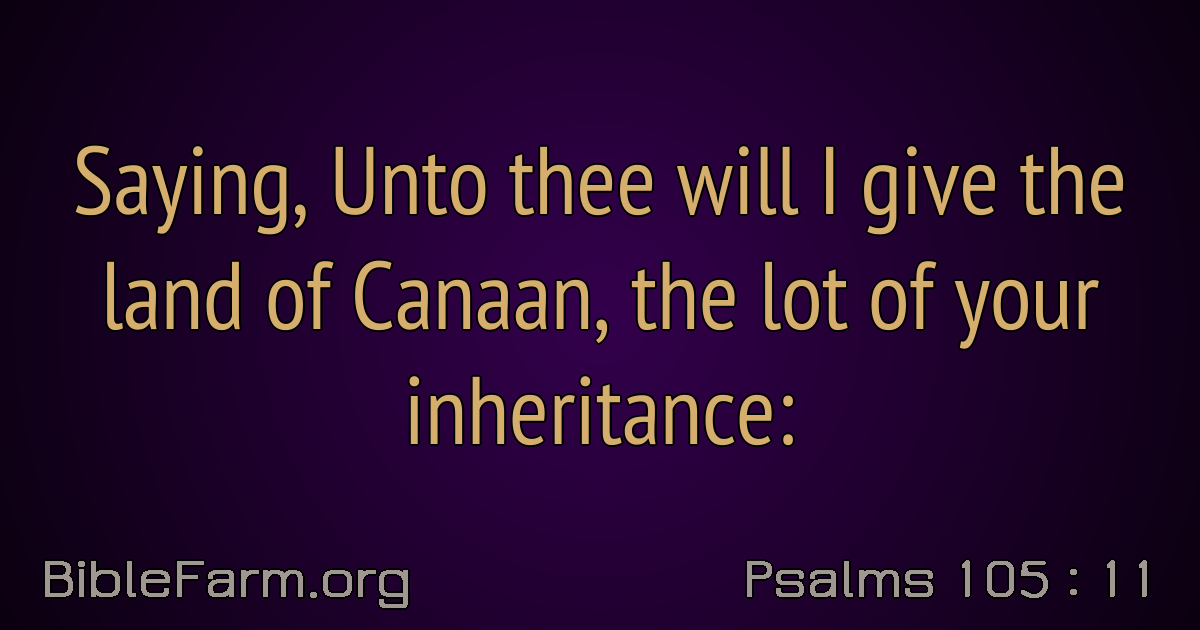 Saying, Unto thee will I give the
land of Canaan, the lot of your
inheritance:
BibleFarm.org
Psalms 105 : 11